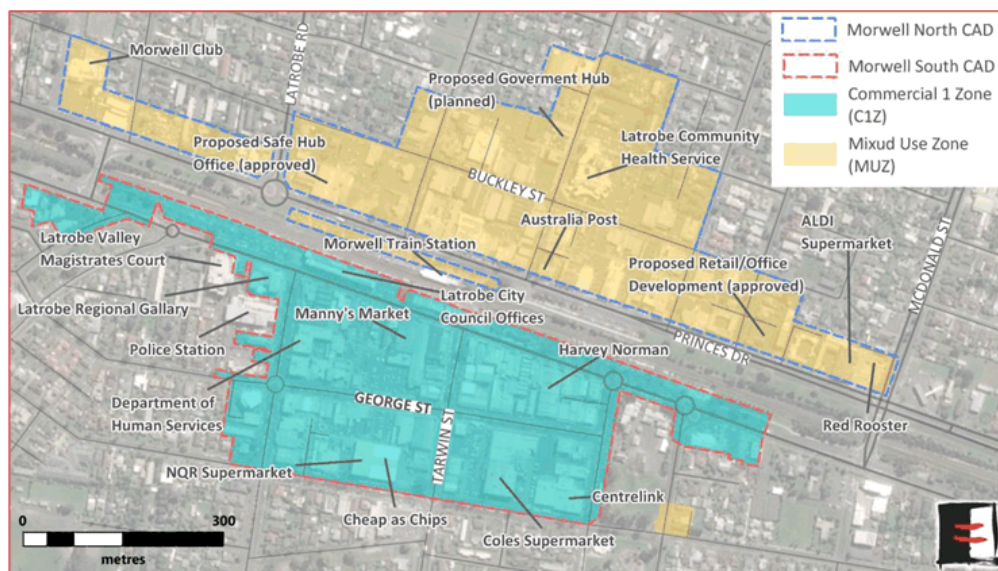 Morwell North CAD
Morwell South CAD
Commercial 1 Zone
(C1Z)
Mixud Use Zone
(MUZ)
Morwell Club
LATROBE RD
Proposed Goverment Hub
(planned)
Proposed Safe Hub
Office (approved)
Latrobe Community
Health Service
BUCKLEY ST
Australia Post
ALDI
Supermarket
MCDONALD ST
Latrobe Valley
Magistrates Court
Morwell Train Station
Proposed Retail/Office
Development (approved)
Latrobe Regional Gallary
Latrobe City
Council Offices
Manny's Market
PRINCES DR
Police Station
Harvey Norman
Department of
Human Services
GEORGE ST
TARWIN ST
Red Rooster
NQR Supermarket
Cheap as Chips
Centrelink
Coles Supermarket
0
300
metres